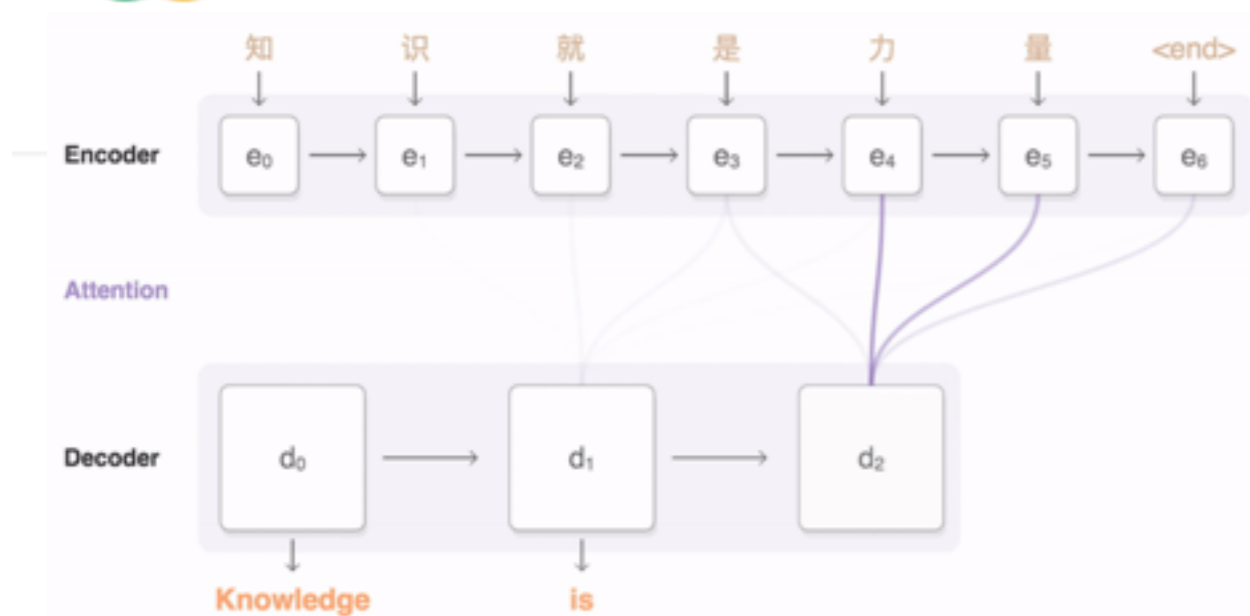 知 识 就 是 力 量 <end>
Encoder e₀ e₁ e₂ e₃ e₄ e₅ e₆
Attention
Decoder d₀ d₁ d₂
Knowledge is